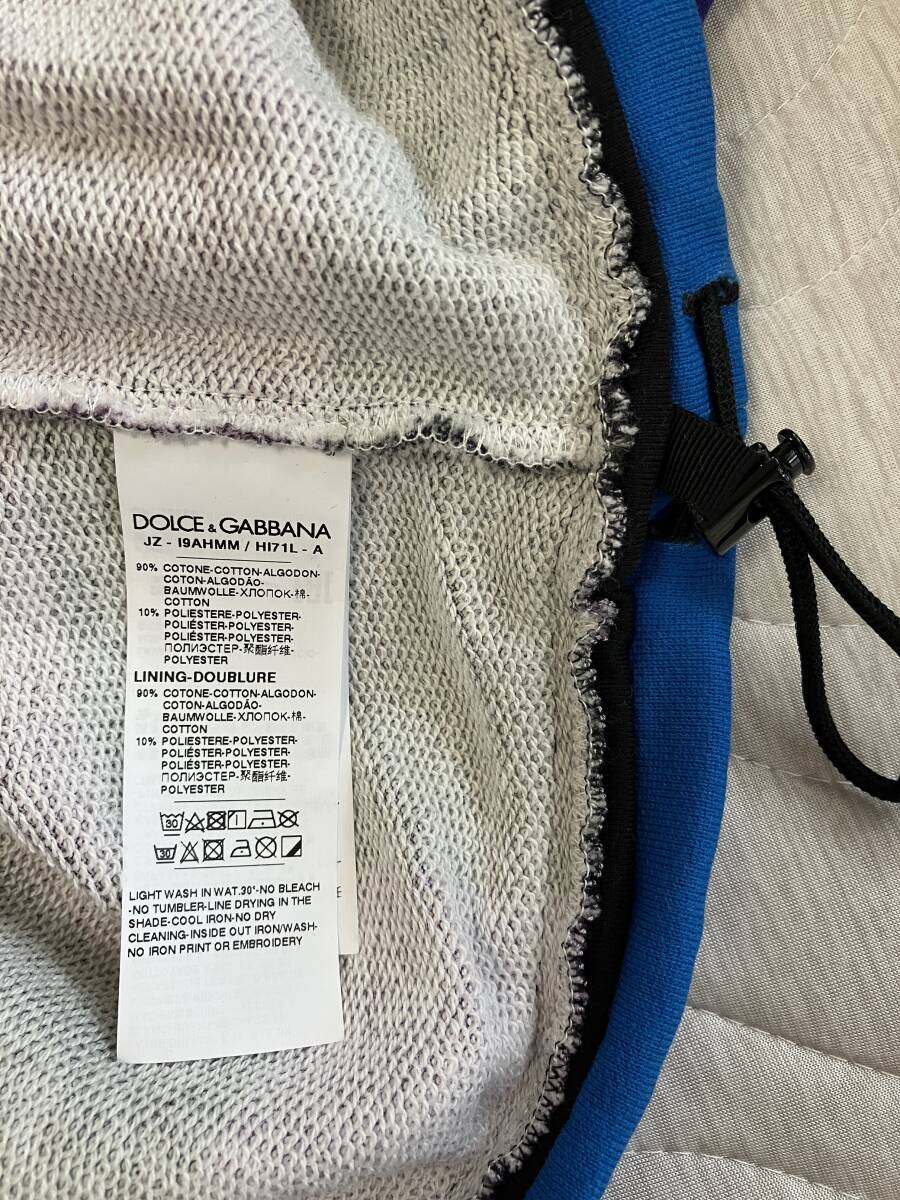 DOLCE & GABBANA
JZ - I9AHMM / HI71L - A
90% COTONE-COTTON-ALGODON-
COTON-ALGODÃO-
BAUMWOLLE-ХЛОПОК-棉-
COTTON
10% POLIESTERE-POLYESTER-
POLIÉSTER-POLYESTER-
POLIÉSTER-POLYESTER-
ПОЛИЭСТЕР-聚酯纤维-
POLYESTER
LINING-DOUBLURE
90% COTONE-COTTON-ALGODON-
COTON-ALGODÃO-
BAUMWOLLE-ХЛОПОК-棉-
COTTON
10% POLIESTERE-POLYESTER-
POLIÉSTER-POLYESTER-
POLIÉSTER-POLYESTER-
ПОЛИЭСТЕР-聚酯纤维-
POLYESTER
30
30
LIGHT WASH IN WAT.30°-NO BLEACH
-NO TUMBLER-LINE DRYING IN THE
SHADE-COOL IRON-NO DRY
CLEANING-INSIDE OUT IRON/WASH-
NO IRON PRINT OR EMBROIDERY